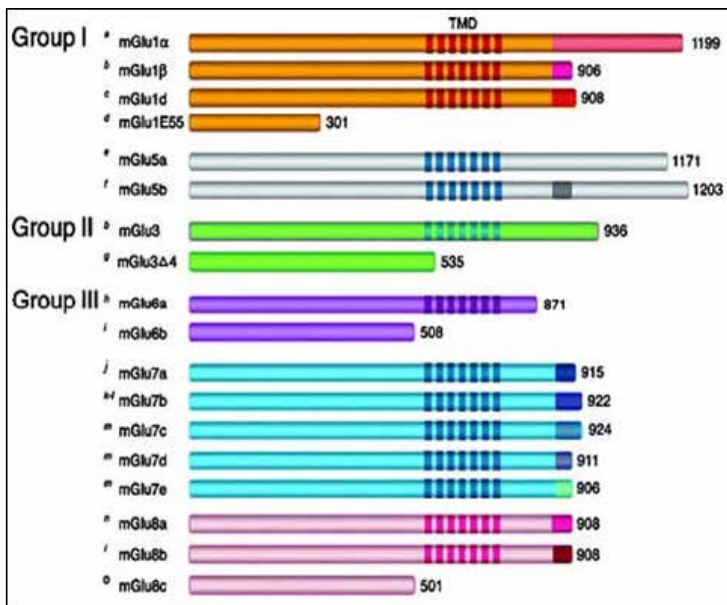 TMD
Group I a mGlu1α 1199
b mGlu1β 906
c mGlu1d 908
d mGlu1E55 301
e mGlu5a 1171
f mGlu5b 1203
Group II b mGlu3 936
g mGlu3Δ4 535
Group III h mGlu6a 871
i mGlu6b 508
j mGlu7a 915
k-l mGlu7b 922
m mGlu7c 924
m mGlu7d 911
m mGlu7e 906
n mGlu8a 908
i mGlu8b 908
o mGlu8c 501